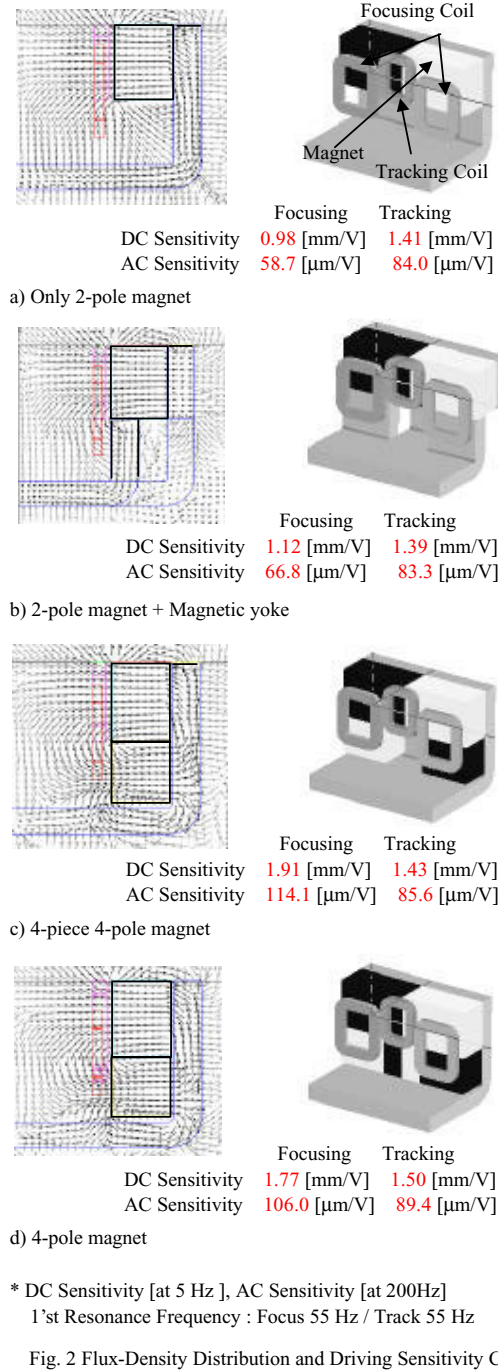 Focusing Coil
Magnet
Tracking Coil
Focusing Tracking
DC Sensitivity 0.98 [mm/V] 1.41 [mm/V]
AC Sensitivity 58.7 [μm/V] 84.0 [μm/V]
a) Only 2-pole magnet
Focusing Tracking
DC Sensitivity 1.12 [mm/V] 1.39 [mm/V]
AC Sensitivity 66.8 [μm/V] 83.3 [μm/V]
b) 2-pole magnet + Magnetic yoke
Focusing Tracking
DC Sensitivity 1.91 [mm/V] 1.43 [mm/V]
AC Sensitivity 114.1 [μm/V] 85.6 [μm/V]
c) 4-piece 4-pole magnet
Focusing Tracking
DC Sensitivity 1.77 [mm/V] 1.50 [mm/V]
AC Sensitivity 106.0 [μm/V] 89.4 [μm/V]
d) 4-pole magnet
* DC Sensitivity [at 5 Hz ], AC Sensitivity [at 200Hz]
1’st Resonance Frequency : Focus 55 Hz / Track 55 Hz
Fig. 2 Flux-Density Distribution and Driving Sensitivity